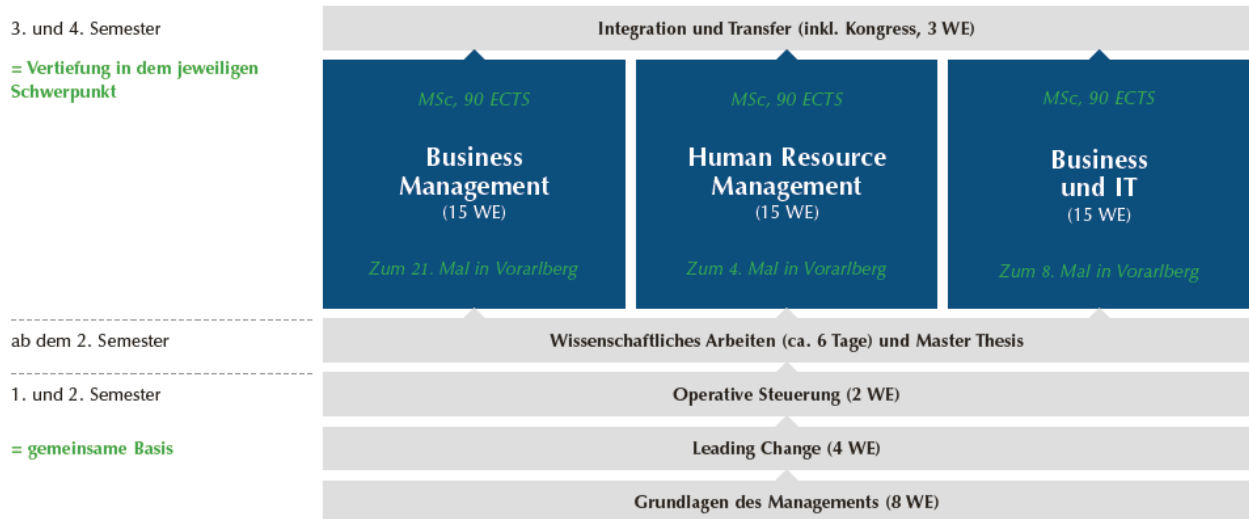 3. und 4. Semester
= Vertiefung in dem jeweiligen
Schwerpunkt
Integration und Transfer (inkl. Kongress, 3 WE)
MSc, 90 ECTS
Business
Management
(15 WE)
Zum 21. Mal in Vorarlberg
MSc, 90 ECTS
Human Resource
Management
(15 WE)
Zum 4. Mal in Vorarlberg
MSc, 90 ECTS
Business
und IT
(15 WE)
Zum 8. Mal in Vorarlberg
ab dem 2. Semester
Wissenschaftliches Arbeiten (ca. 6 Tage) und Master Thesis
1. und 2. Semester
= gemeinsame Basis
Operative Steuerung (2 WE)
Leading Change (4 WE)
Grundlagen des Managements (8 WE)